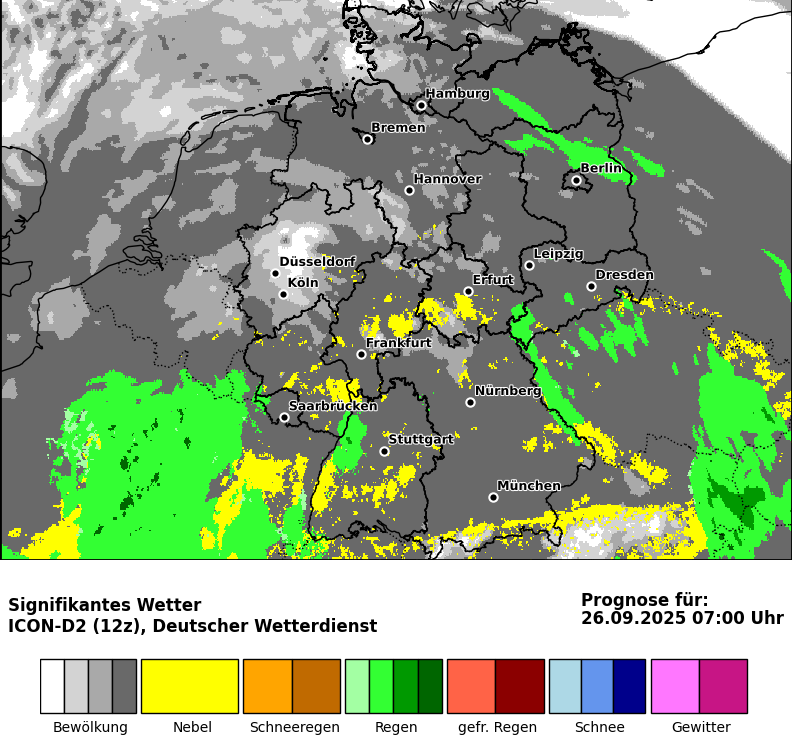 Hamburg
Bremen
Berlin
Hannover
Düsseldorf
Leipzig
Köln
Erfurt
Dresden
Frankfurt
Nürnberg
Saarbrücken
Stuttgart
München
Signifikantes Wetter
ICON-D2 (12z), Deutscher Wetterdienst
Prognose für:
26.09.2025 07:00 Uhr
Bewölkung
Nebel
Schneeregen
Regen
gefr. Regen
Schnee
Gewitter